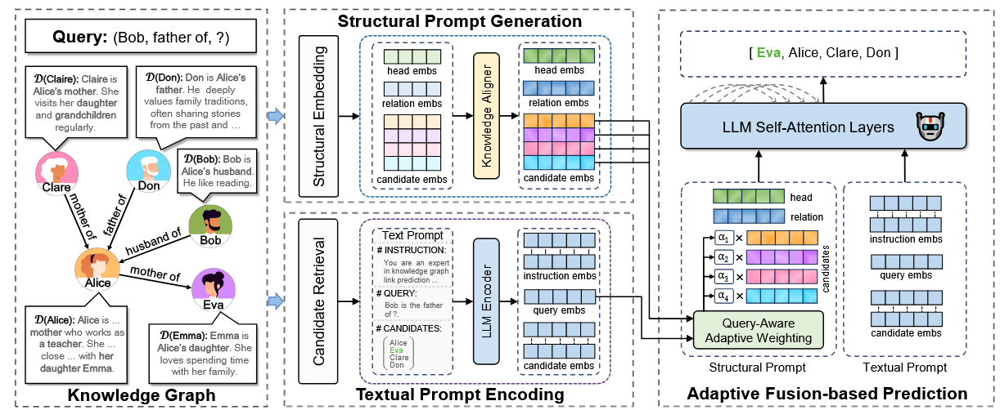 Query: (Bob, father of, ?)
𝒟(Claire): Claire is
Alice's mother. She
visits her daughter
and grandchildren
regularly.
𝒟(Don): Don is Alice's
father. He deeply
values family traditions,
often sharing stories
from the past and ...
𝒟(Bob): Bob is
Alice's husband.
He like reading.
Clare
Don
Bob
mother of
father of
husband of
mother of
Alice
Eva
𝒟(Alice): Alice is ...
mother who works as
a teacher. She ...
close ... with her
daughter Emma.
𝒟(Emma): Emma is
Alice's daughter. She
loves spending time
with her family.
Knowledge Graph
Structural Prompt Generation
Structural Embedding
head embs
relation embs
candidate embs
Knowledge Aligner
head embs
relation embs
candidate embs
Candidate Retrieval
Text Prompt
# INSTRUCTION:
You are an expert
in knowledge graph
link prediction ...
# QUERY:
Bob is the father
of ?.
# CANDIDATES:
Alice
Eva
Clare
Don
LLM Encoder
instruction embs
query embs
candidate embs
Textual Prompt Encoding
[ Eva, Alice, Clare, Don ]
LLM Self-Attention Layers
head
relation
α1 ×
α2 ×
α3 ×
α4 ×
candidates
Query-Aware
Adaptive Weighting
Structural Prompt
instruction embs
query embs
candidate embs
Textual Prompt
Adaptive Fusion-based Prediction